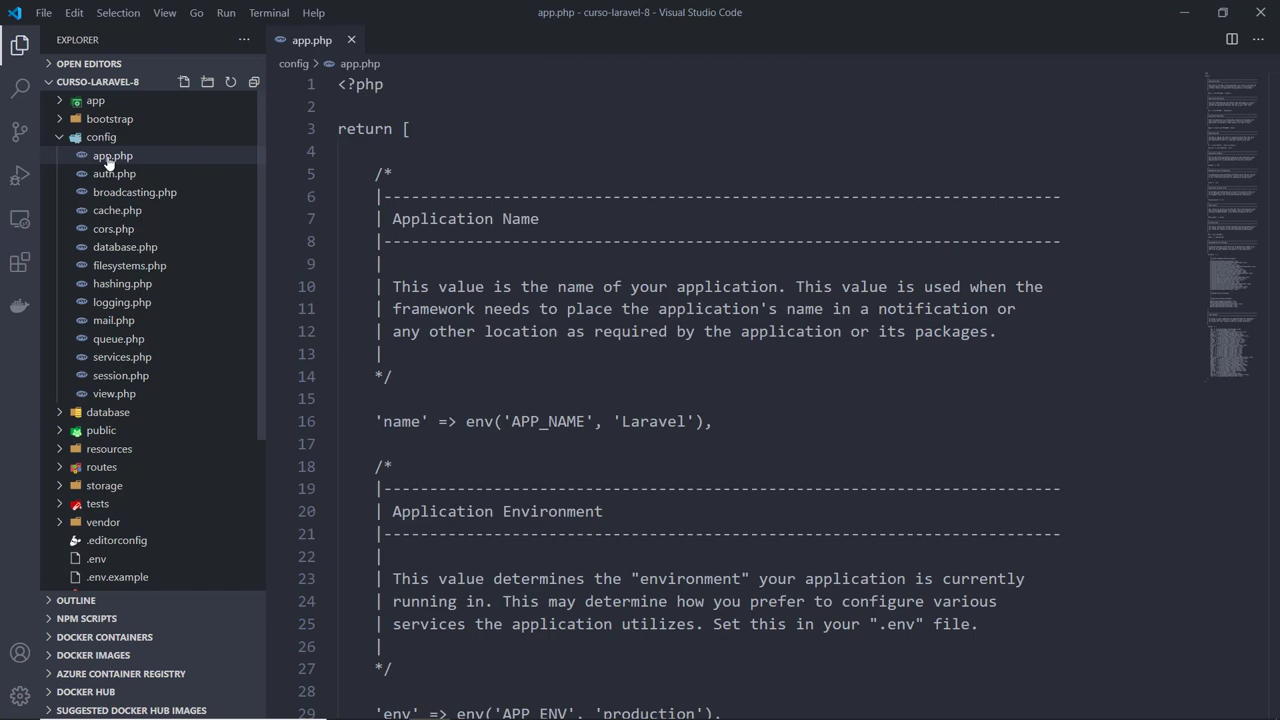 File Edit Selection View Go Run Terminal Help
app.php - curso-laravel-8 - Visual Studio Code
EXPLORER
OPEN EDITORS
CURSO-LARAVEL-8
app
bootstrap
config
app.php
auth.php
broadcasting.php
cache.php
cors.php
database.php
filesystems.php
hashing.php
logging.php
mail.php
queue.php
services.php
session.php
view.php
database
public
resources
routes
storage
tests
vendor
.editorconfig
.env
.env.example
OUTLINE
NPM SCRIPTS
DOCKER CONTAINERS
DOCKER IMAGES
AZURE CONTAINER REGISTRY
DOCKER HUB
SUGGESTED DOCKER HUB IMAGES
app.php
config > app.php
1 <?php
2
3 return [
4
5 /*
6 |--------------------------------------------------------------------------
7 | Application Name
8 |--------------------------------------------------------------------------
9 |
10 | This value is the name of your application. This value is used when the
11 | framework needs to place the application's name in a notification or
12 | any other location as required by the application or its packages.
13 |
14 */
15
16 'name' => env('APP_NAME', 'Laravel'),
17
18 /*
19 |--------------------------------------------------------------------------
20 | Application Environment
21 |--------------------------------------------------------------------------
22 |
23 | This value determines the "environment" your application is currently
24 | running in. This may determine how you prefer to configure various
25 | services the application utilizes. Set this in your ".env" file.
26 |
27 */
28
29 'env' => env('APP_ENV', 'production'),